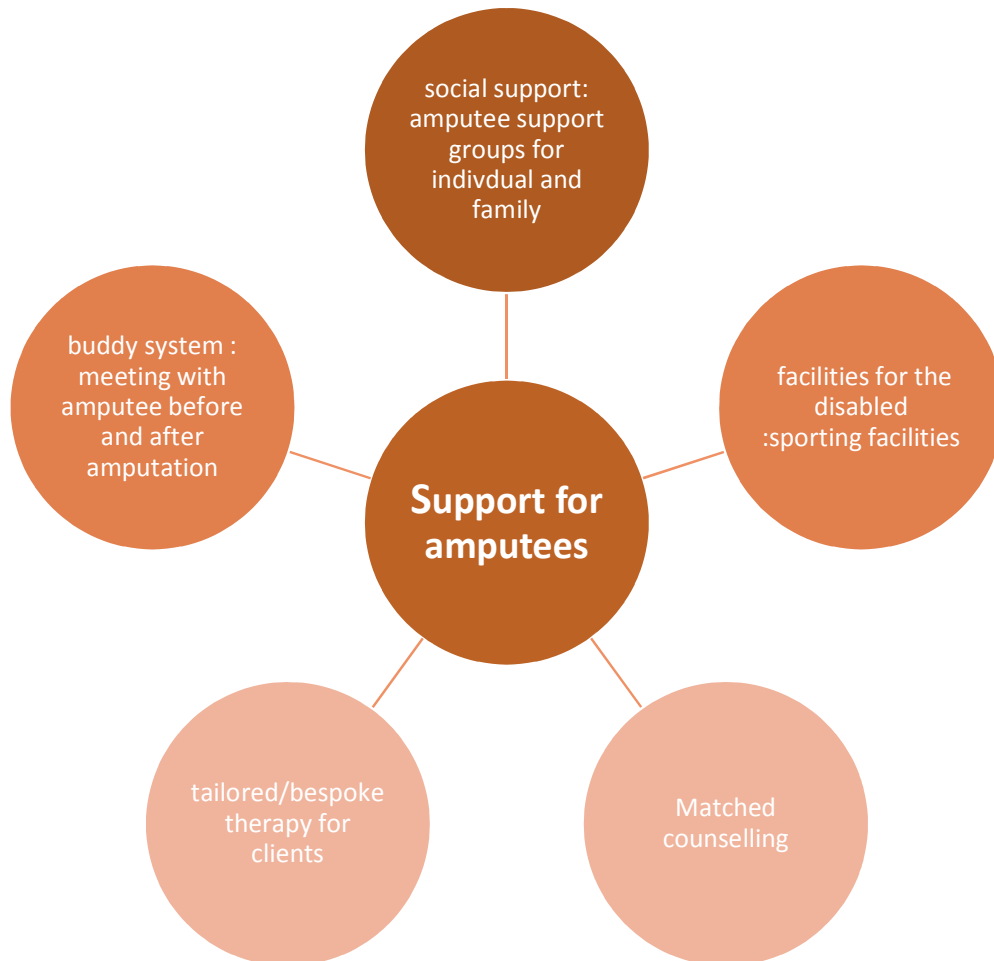 social support:
amputee support
groups for
indivdual and
family
buddy system :
meeting with
amputee before
and after
amputation
facilities for the
disabled
:sporting facilities
Support for
amputees
tailored/bespoke
therapy for
clients
Matched
counselling